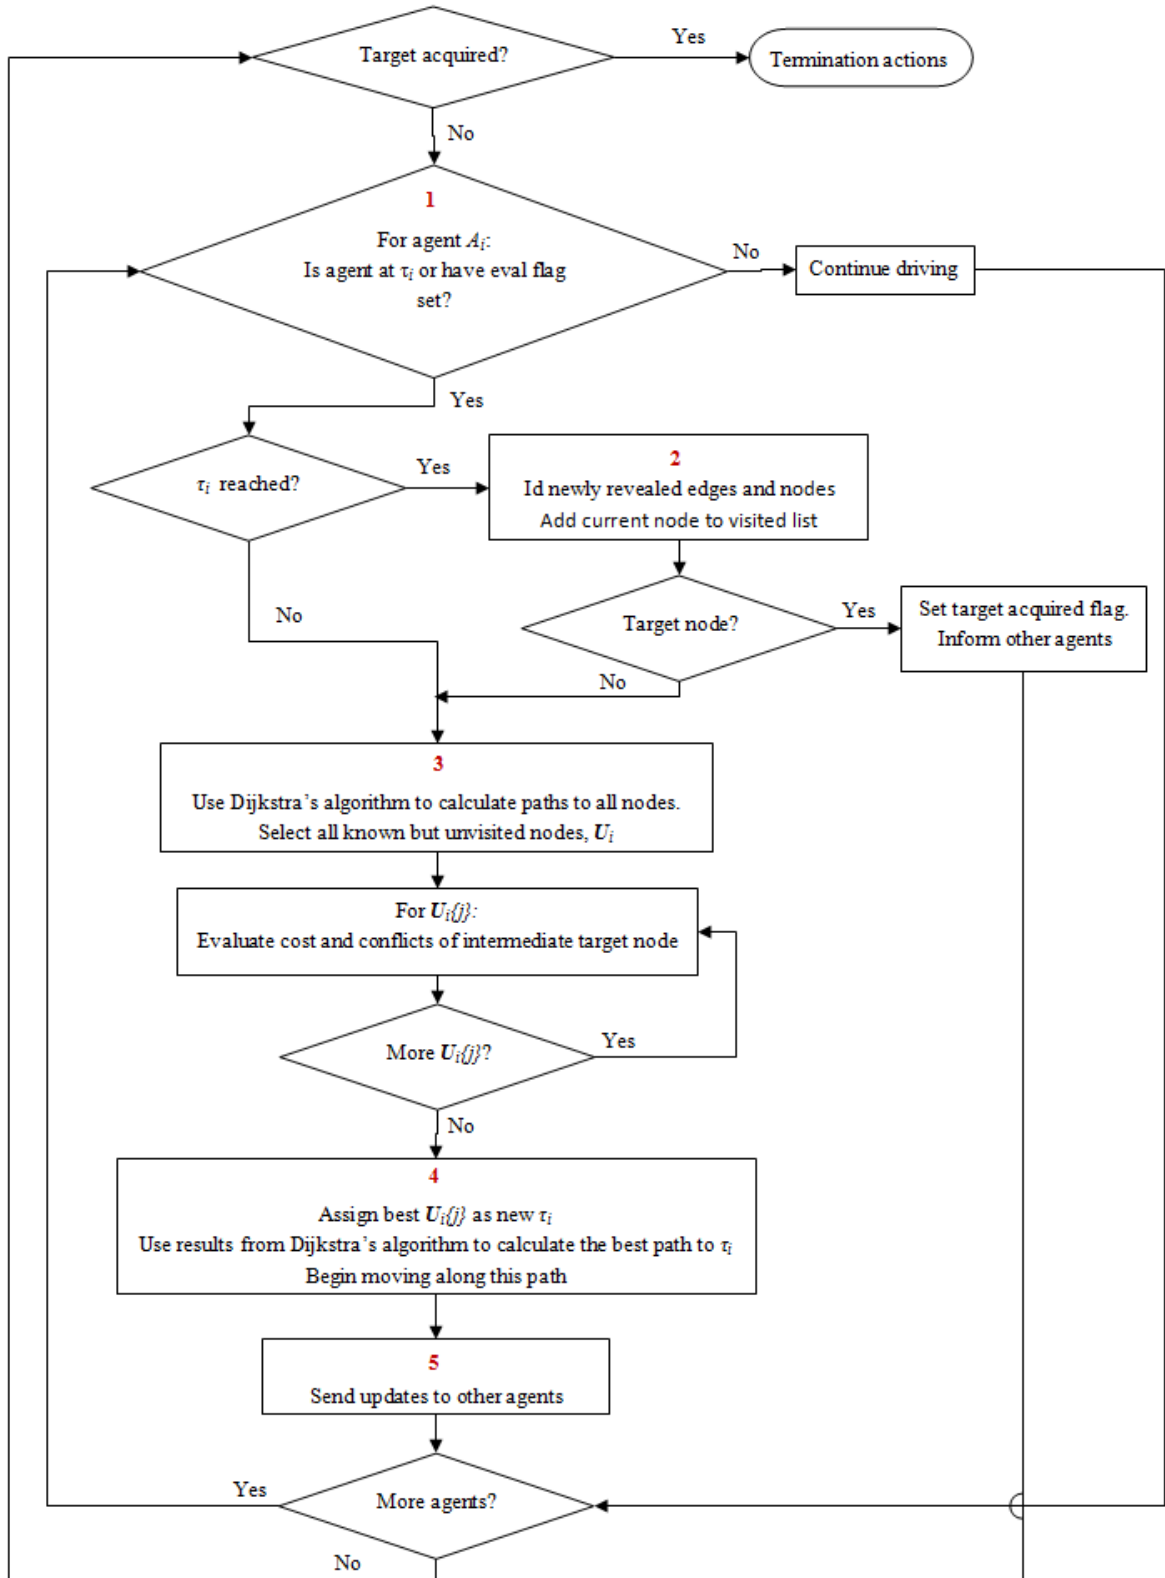 Target acquired?
Yes
Termination actions
No
1
For agent Aᵢ:
Is agent at τᵢ or have eval flag
set?
No
Continue driving
Yes
τᵢ reached?
Yes
2
Id newly revealed edges and nodes
Add current node to visited list
No
Target node?
Yes
Set target acquired flag.
Inform other agents
No
3
Use Dijkstra's algorithm to calculate paths to all nodes.
Select all known but unvisited nodes, Uᵢ
For Uᵢ{j}:
Evaluate cost and conflicts of intermediate target node
More Uᵢ{j}?
Yes
No
4
Assign best Uᵢ{j} as new τᵢ
Use results from Dijkstra's algorithm to calculate the best path to τᵢ
Begin moving along this path
5
Send updates to other agents
Yes
More agents?
No